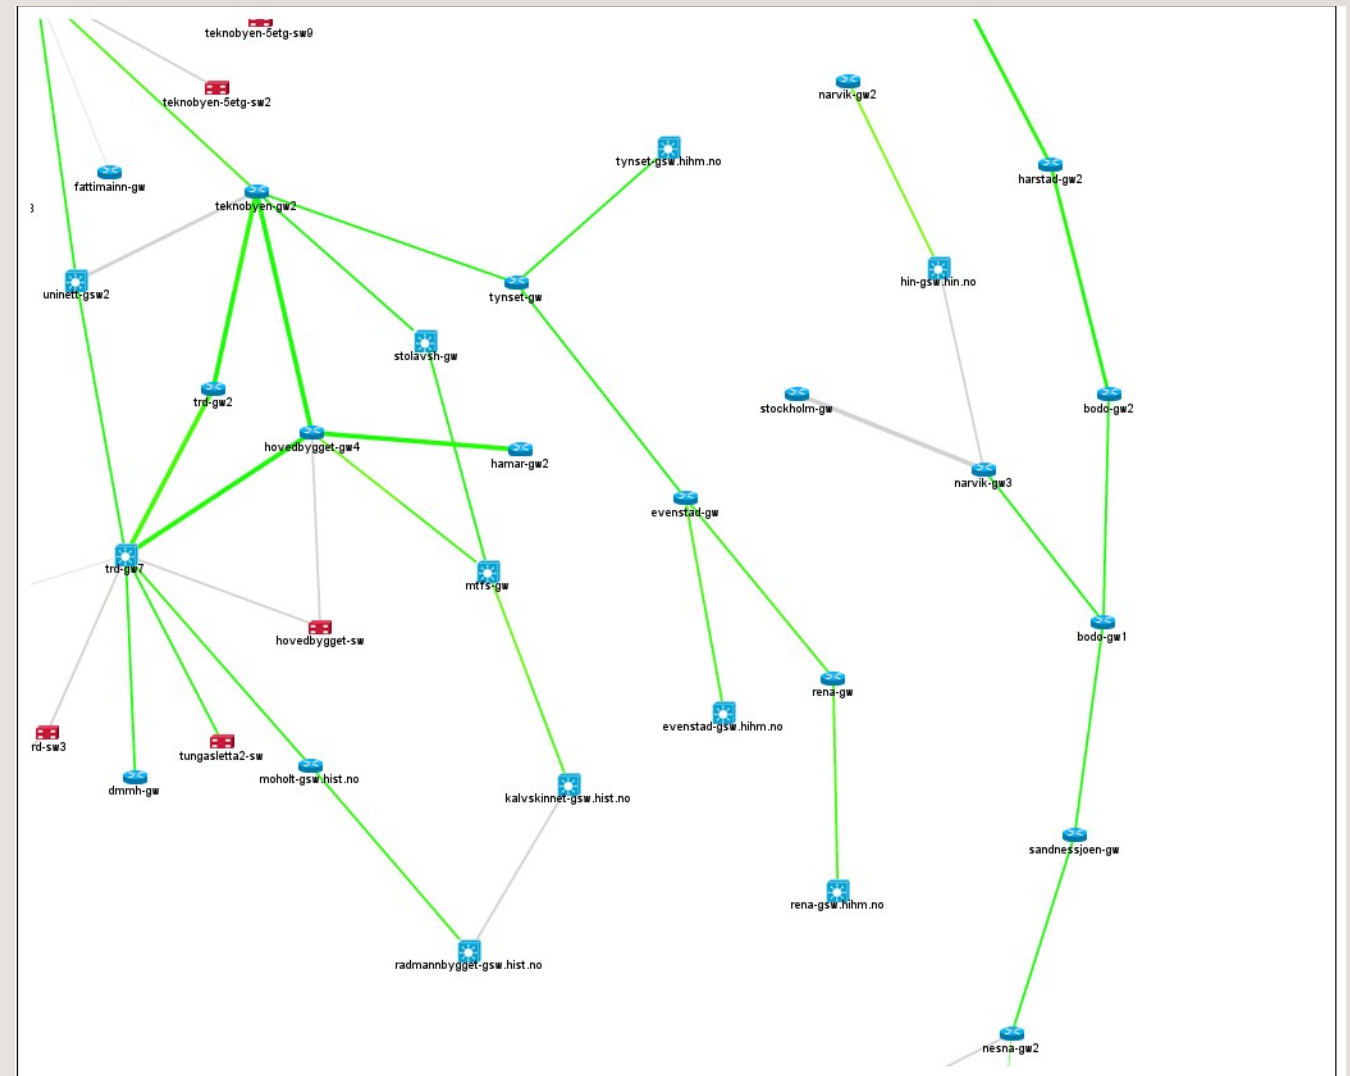 teknobyen-5etg-sw9
narvik-gw2
teknobyen-5etg-sw2
tynset-gsw.hihm.no
harstad-gw2
fattimainn-gw
teknobyen-gw2
3
hin-gsw.hin.no
uninett-gsw2
tynset-gw
stolavsh-gw
trd-gw2
stockholm-gw
bodo-gw2
hovedbygget-gw4
hamar-gw2
narvik-gw3
evenstad-gw
trd-gw7
mtfs-gw
hovedbygget-sw
bodo-gw1
rena-gw
evenstad-gsw.hihm.no
rd-sw3
tungasletta2-sw
moholt-gsw.hist.no
dmmh-gw
kalvskinnet-gsw.hist.no
sandnessjoen-gw
rena-gsw.hihm.no
radmannbygget-gsw.hist.no
nesna-gw2